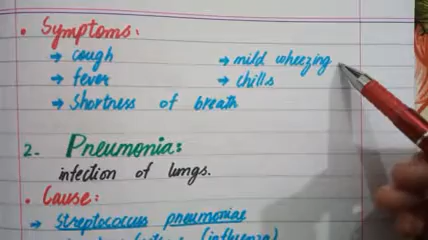 • Symptoms:
→ cough → mild wheezing
→ fever → chills
→ Shortness of breath
2. Pneumonia:
infection of lungs.
• Cause:
→ Streptococcus pneumoniae
(influenza)